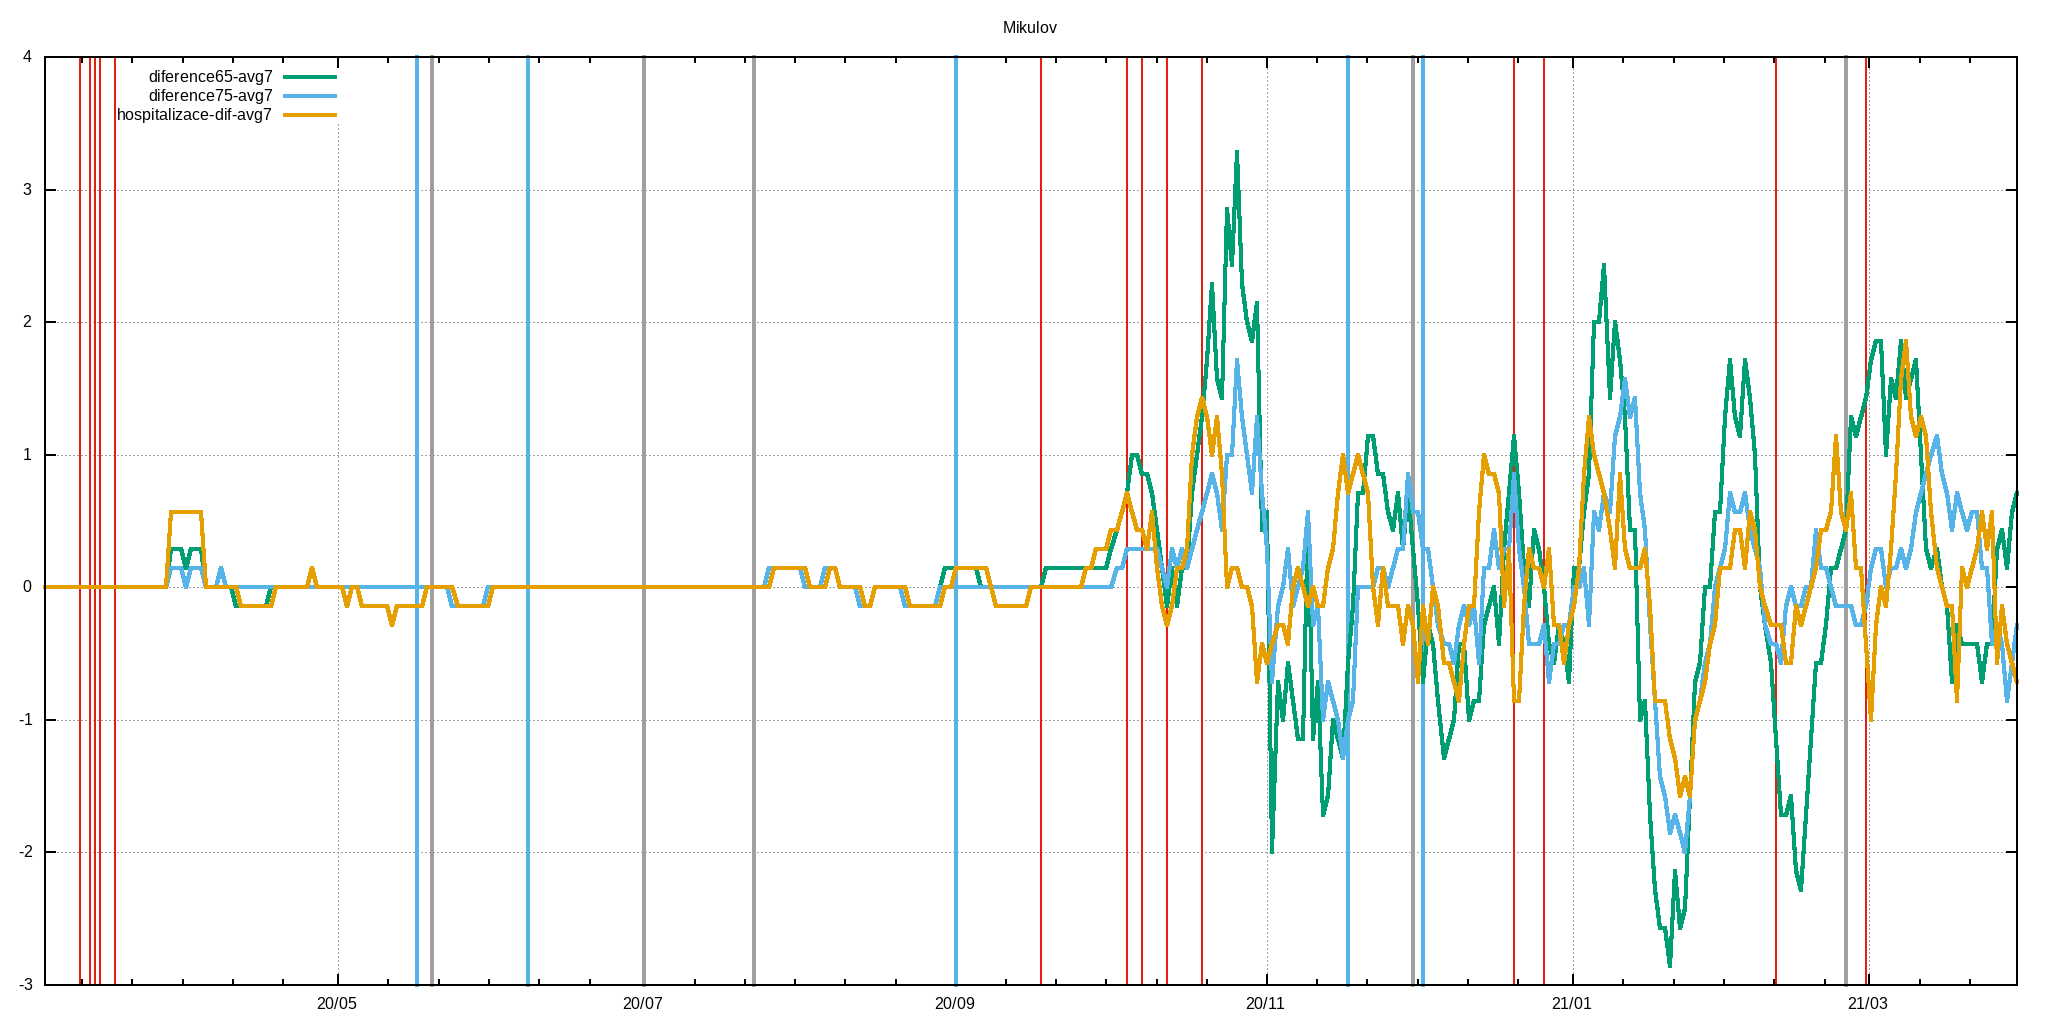 Mikulov
4
diference65-avg7
diference75-avg7
hospitalizace-dif-avg7
3
2
1
0
-1
-2
-3
20/05 20/07 20/09 20/11 21/01 21/03